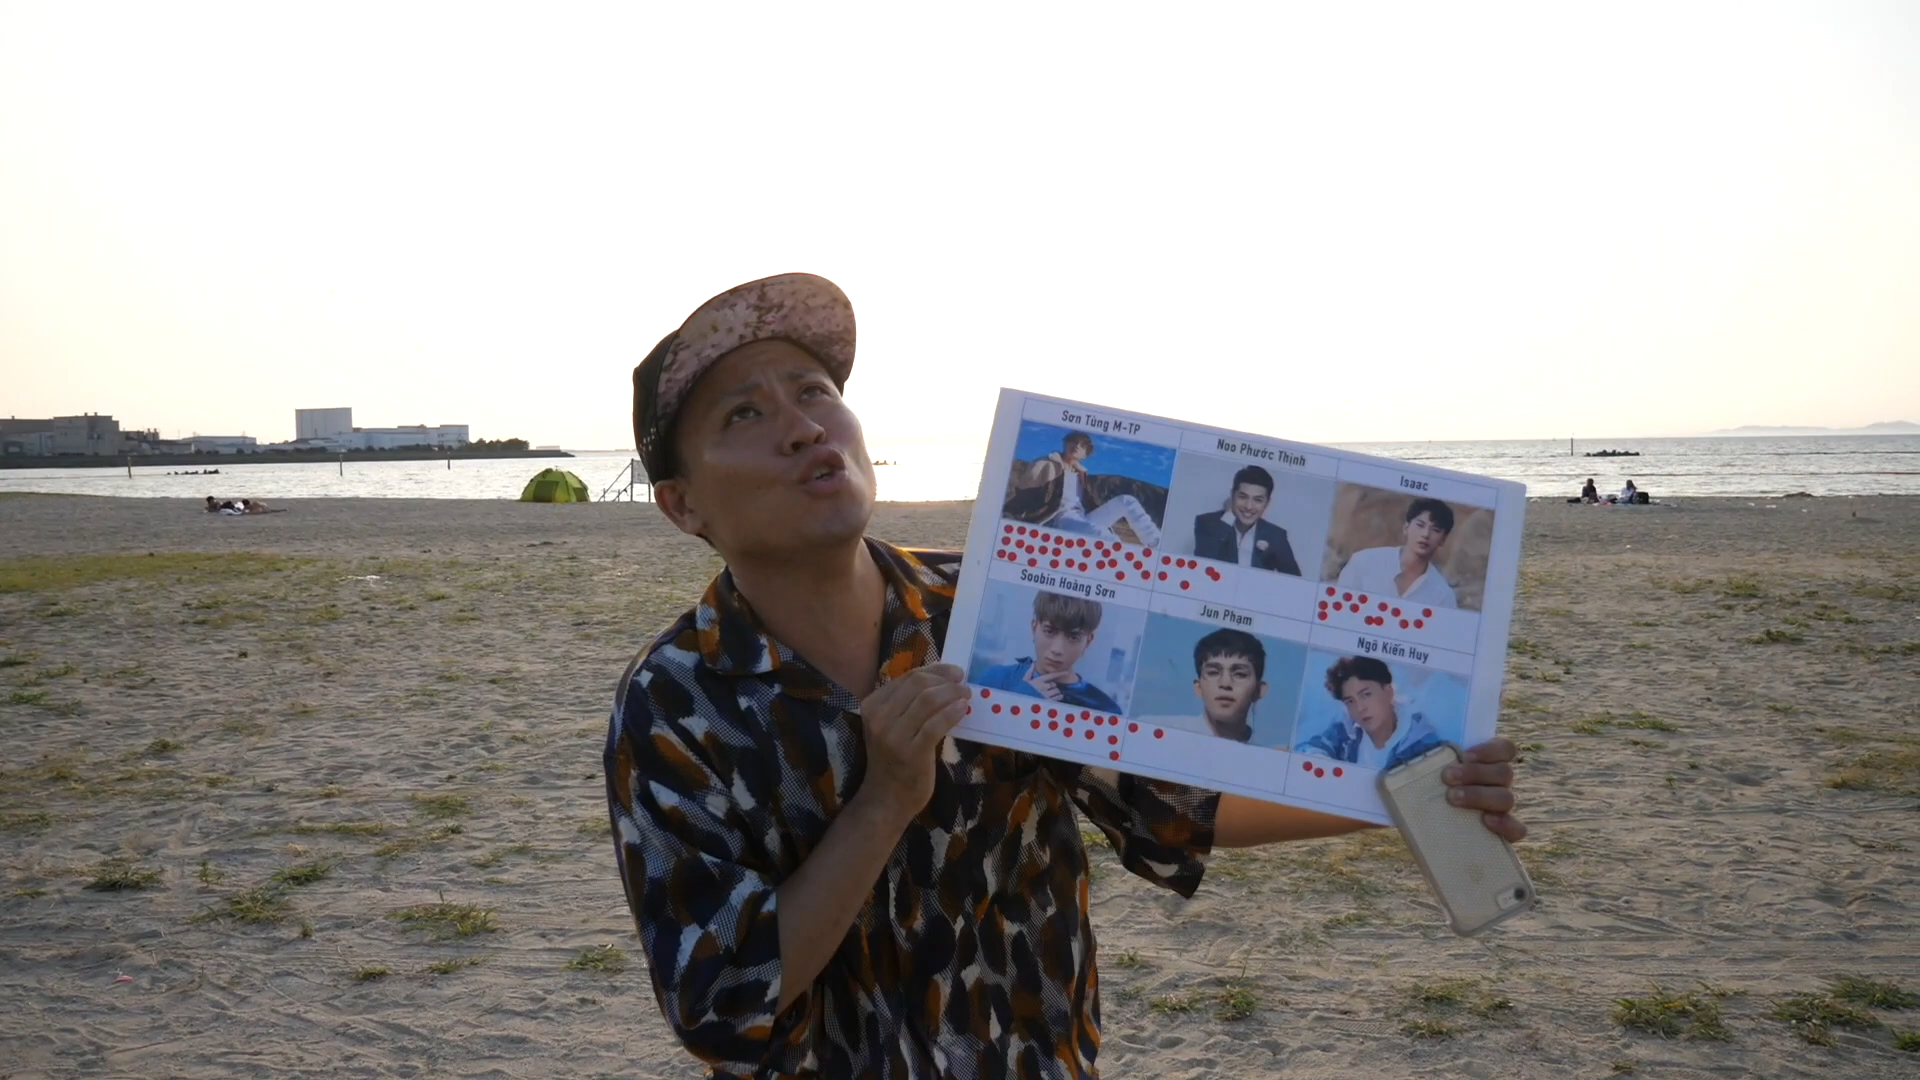 Sơn Tùng M-TP
Noo Phước Thịnh
Isaac
Soobin Hoàng Sơn
Jun Phạm
Ngô Kiến Huy